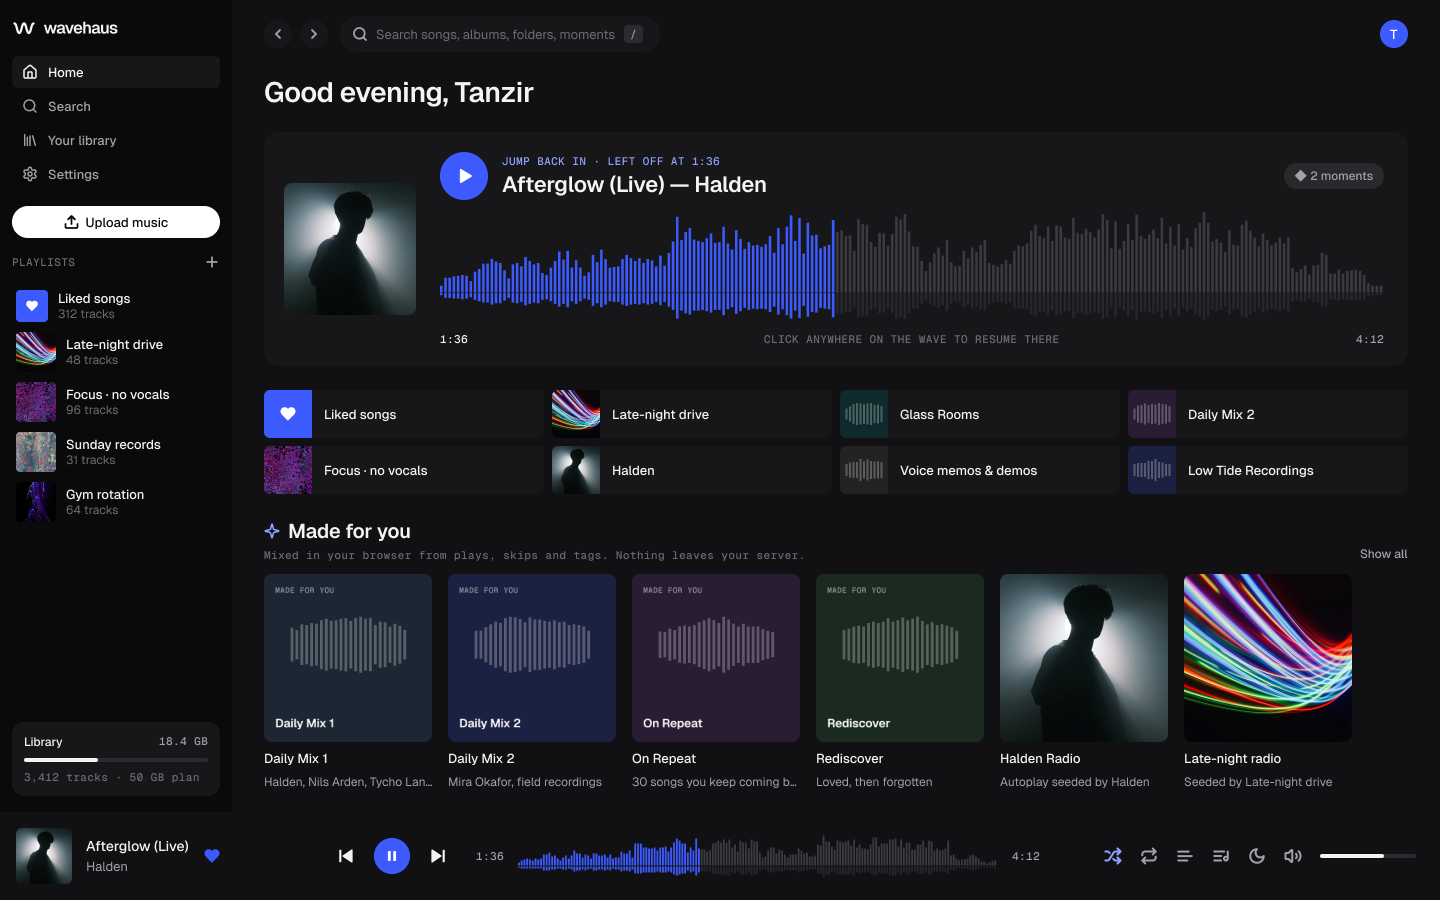 wavehaus
Home
Search
Your library
Settings
Upload music
PLAYLISTS
Liked songs
312 tracks
Late-night drive
48 tracks
Focus · no vocals
96 tracks
Sunday records
31 tracks
Gym rotation
64 tracks
Library 18.4 GB
3,412 tracks · 50 GB plan
Search songs, albums, folders, moments /
T
Good evening, Tanzir
JUMP BACK IN · LEFT OFF AT 1:36
Afterglow (Live) — Halden
2 moments
1:36 CLICK ANYWHERE ON THE WAVE TO RESUME THERE 4:12
Liked songs
Late-night drive
Glass Rooms
Daily Mix 2
Focus · no vocals
Halden
Voice memos & demos
Low Tide Recordings
Made for you
Mixed in your browser from plays, skips and tags. Nothing leaves your server.
Show all
MADE FOR YOU
Daily Mix 1
Daily Mix 1
Halden, Nils Arden, Tycho Lan...
MADE FOR YOU
Daily Mix 2
Daily Mix 2
Mira Okafor, field recordings
MADE FOR YOU
On Repeat
On Repeat
30 songs you keep coming b...
MADE FOR YOU
Rediscover
Rediscover
Loved, then forgotten
Halden Radio
Autoplay seeded by Halden
Late-night radio
Seeded by Late-night drive
Afterglow (Live)
Halden
1:36
4:12